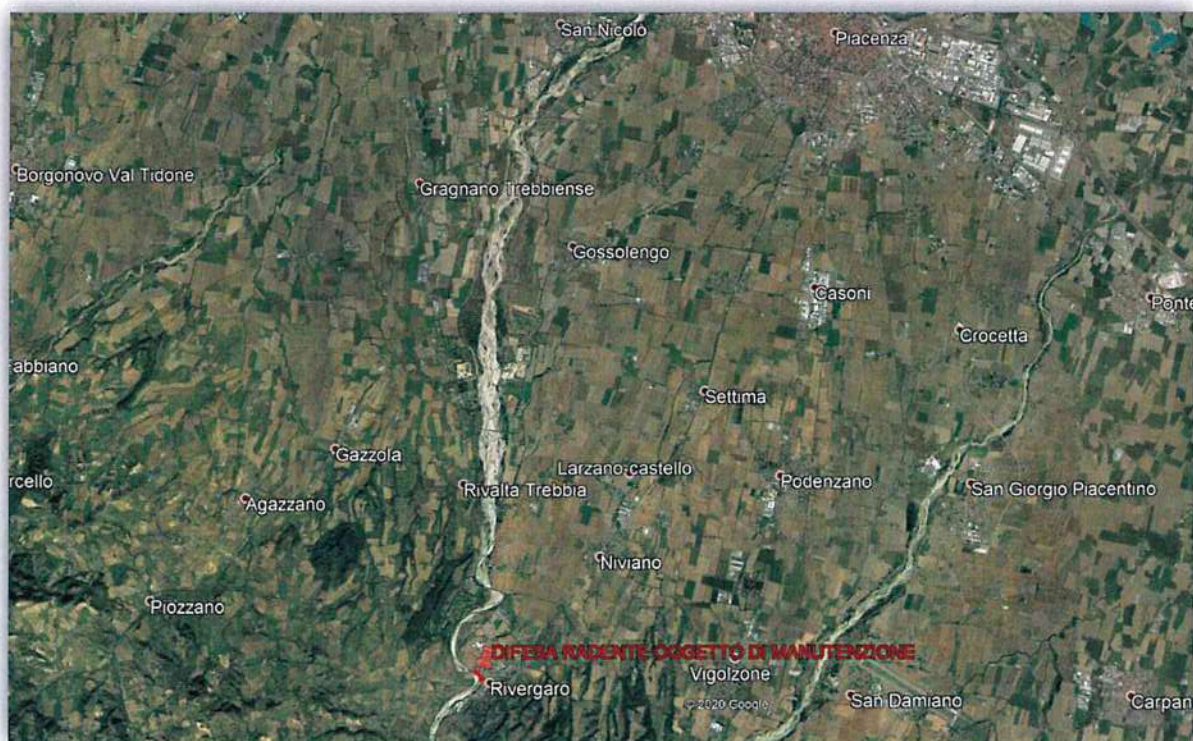 San Nicolò
Piacenza
Borgonovo Val Tidone
Gragnano Trebbiense
Gossolengo
Casoni
Ponte
Crocetta
Fabbiano
Settima
Gazzola
Larzano-castello
rcello
Rivalta Trebbia
Podenzano
San Giorgio Piacentino
Agazzano
Niviano
Piozzano
DIFESA RADENTE OGGETTO DI MANUTENZIONE
Vigolzone
Rivergaro
© 2020 Google
San Damiano
Carpan